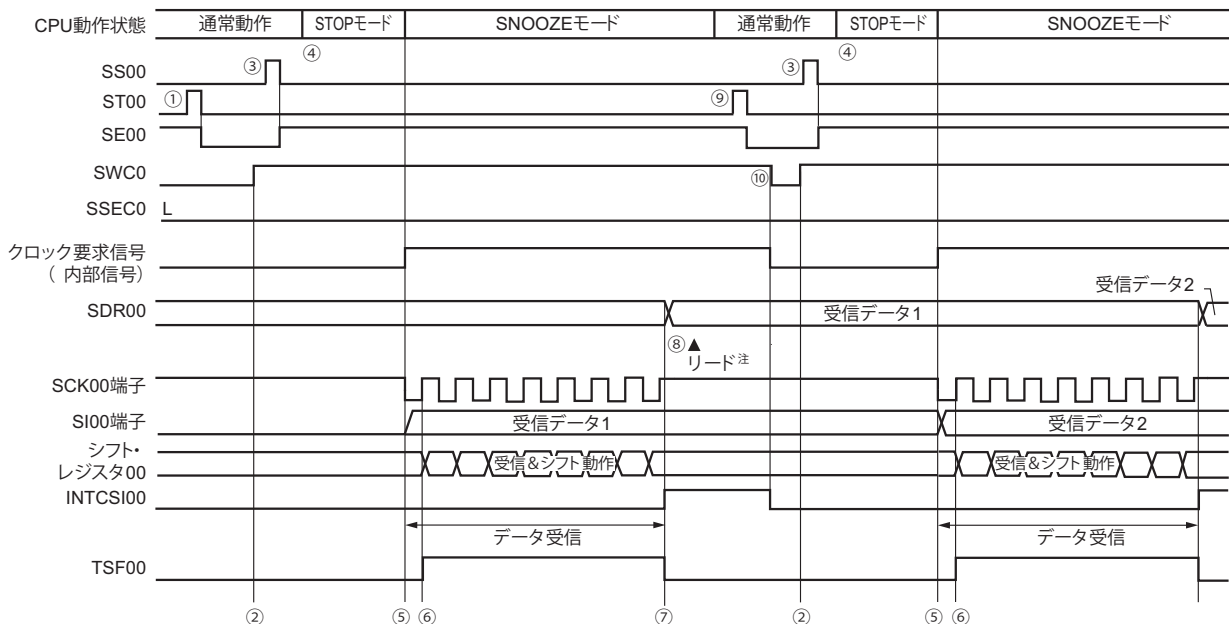 CPU動作状態 通常動作 STOPモード SNOOZEモード 通常動作 STOPモード SNOOZEモード
④ ④
SS00 ③ ③
ST00 ① ⑨
SE00
SWC0 ⑩
SSEC0 L
クロック要求信号
( 内部信号)
受信データ2
SDR00 受信データ1
⑧▲
リード注
SCK00端子
SI00端子 受信データ1 受信データ2
シフト・
レジスタ00 受信&シフト動作 受信&シフト動作
INTCSI00
データ受信 データ受信
TSF00
② ⑤ ⑥ ⑦ ② ⑤ ⑥